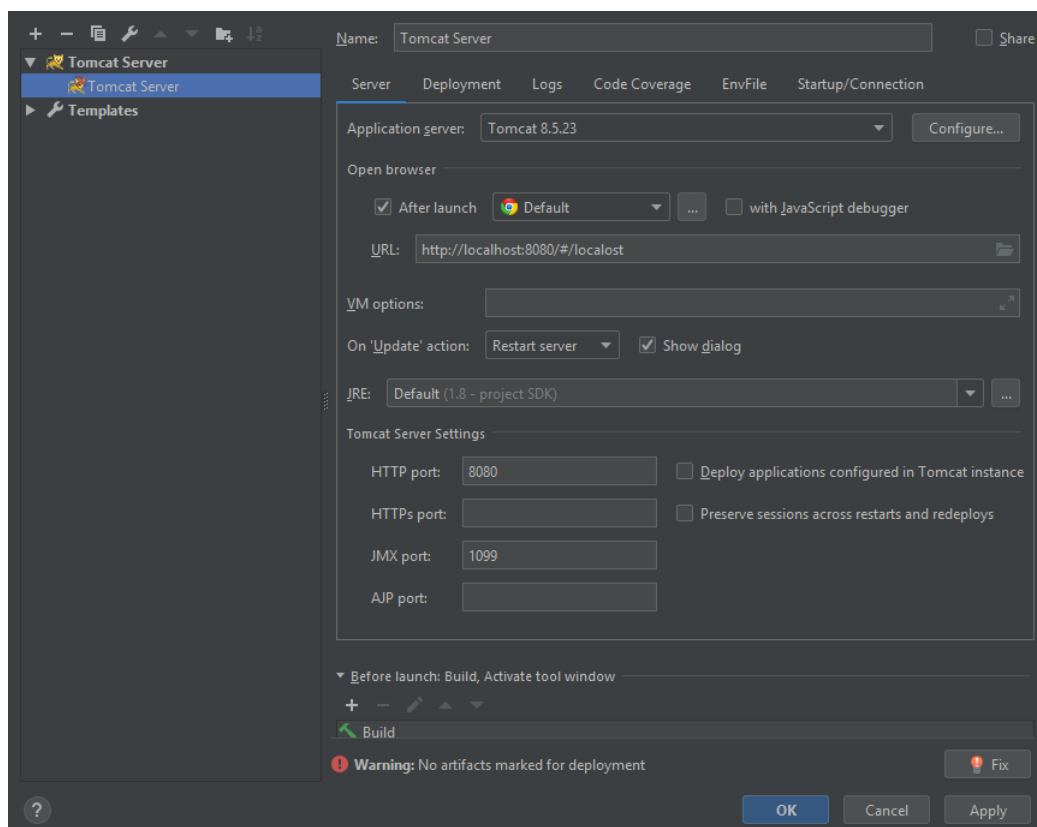 Name: Tomcat Server Share
Tomcat Server
Tomcat Server
Templates
Server Deployment Logs Code Coverage EnvFile Startup/Connection
Application server: Tomcat 8.5.23 Configure...
Open browser
After launch Default ... with JavaScript debugger
URL: http://localhost:8080/#/localost
VM options:
On 'Update' action: Restart server Show dialog
JRE: Default (1.8 - project SDK) ...
Tomcat Server Settings
HTTP port: 8080 Deploy applications configured in Tomcat instance
HTTPs port: Preserve sessions across restarts and redeploys
JMX port: 1099
AJP port:
Before launch: Build, Activate tool window
Build
Warning: No artifacts marked for deployment Fix
? OK Cancel Apply